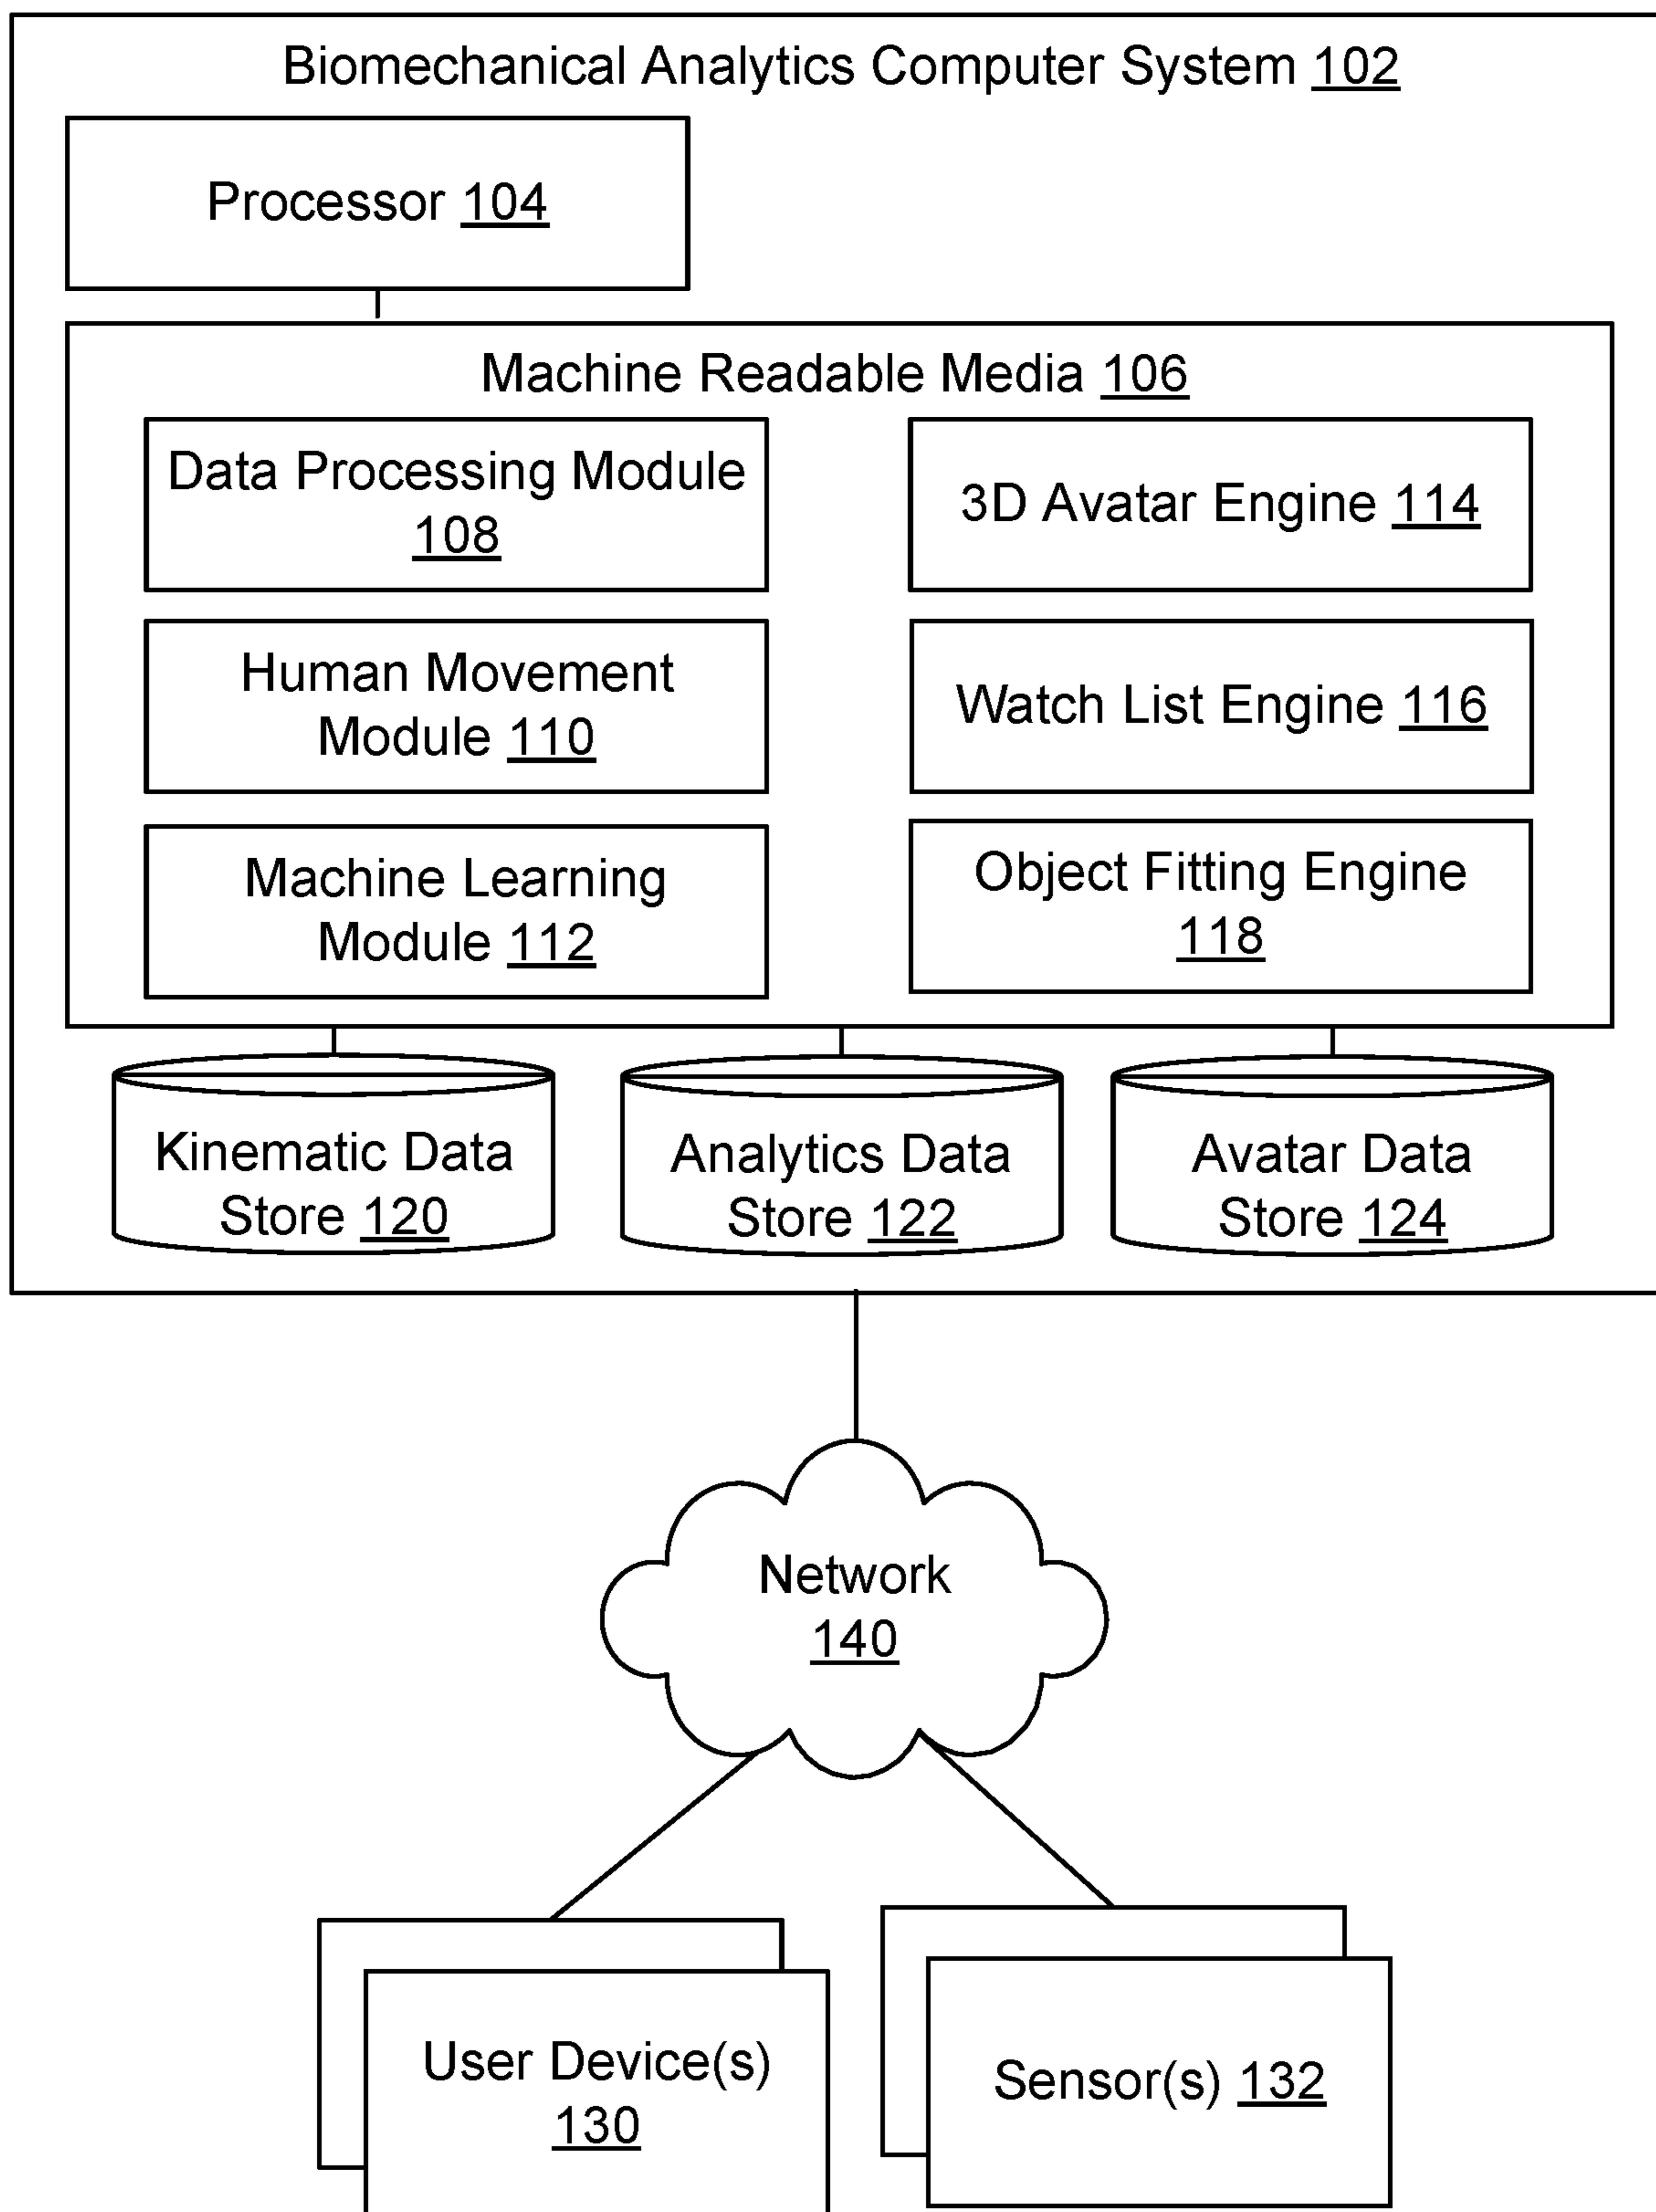 Biomechanical Analytics Computer System 102
Processor 104
Machine Readable Media 106
Data Processing Module
108
3D Avatar Engine 114
Human Movement
Module 110
Watch List Engine 116
Machine Learning
Module 112
Object Fitting Engine
118
Kinematic Data
Store 120
Analytics Data
Store 122
Avatar Data
Store 124
Network
140
User Device(s)
130
Sensor(s) 132